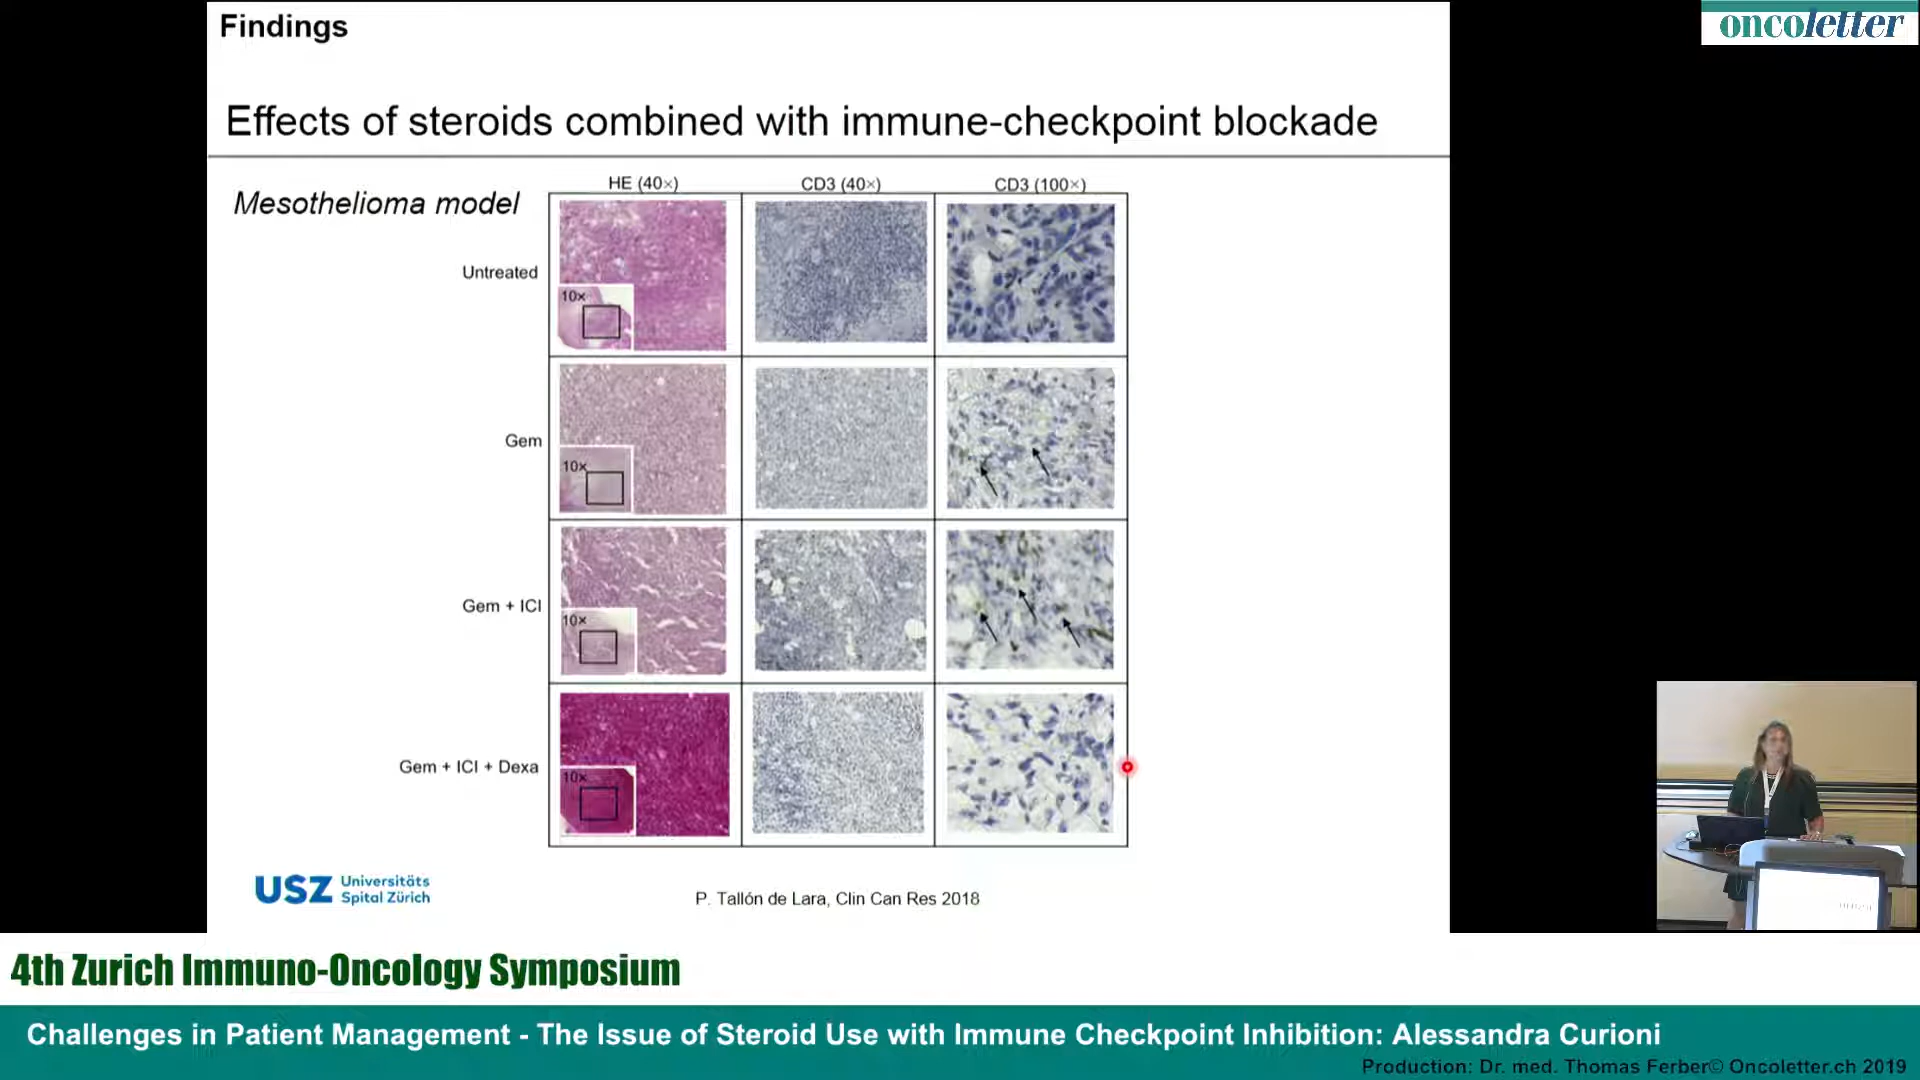 Findings
oncoletter
Effects of steroids combined with immune-checkpoint blockade
Mesothelioma model
HE (40×) CD3 (40×) CD3 (100×)
Untreated
10×
Gem
10×
Gem + ICI
10×
Gem + ICI + Dexa
10×
USZ Universitäts
Spital Zürich
P. Tallón de Lara, Clin Can Res 2018
4th Zurich Immuno-Oncology Symposium
Challenges in Patient Management - The Issue of Steroid Use with Immune Checkpoint Inhibition: Alessandra Curioni
Production: Dr. med. Thomas Ferber© Oncoletter.ch 2019